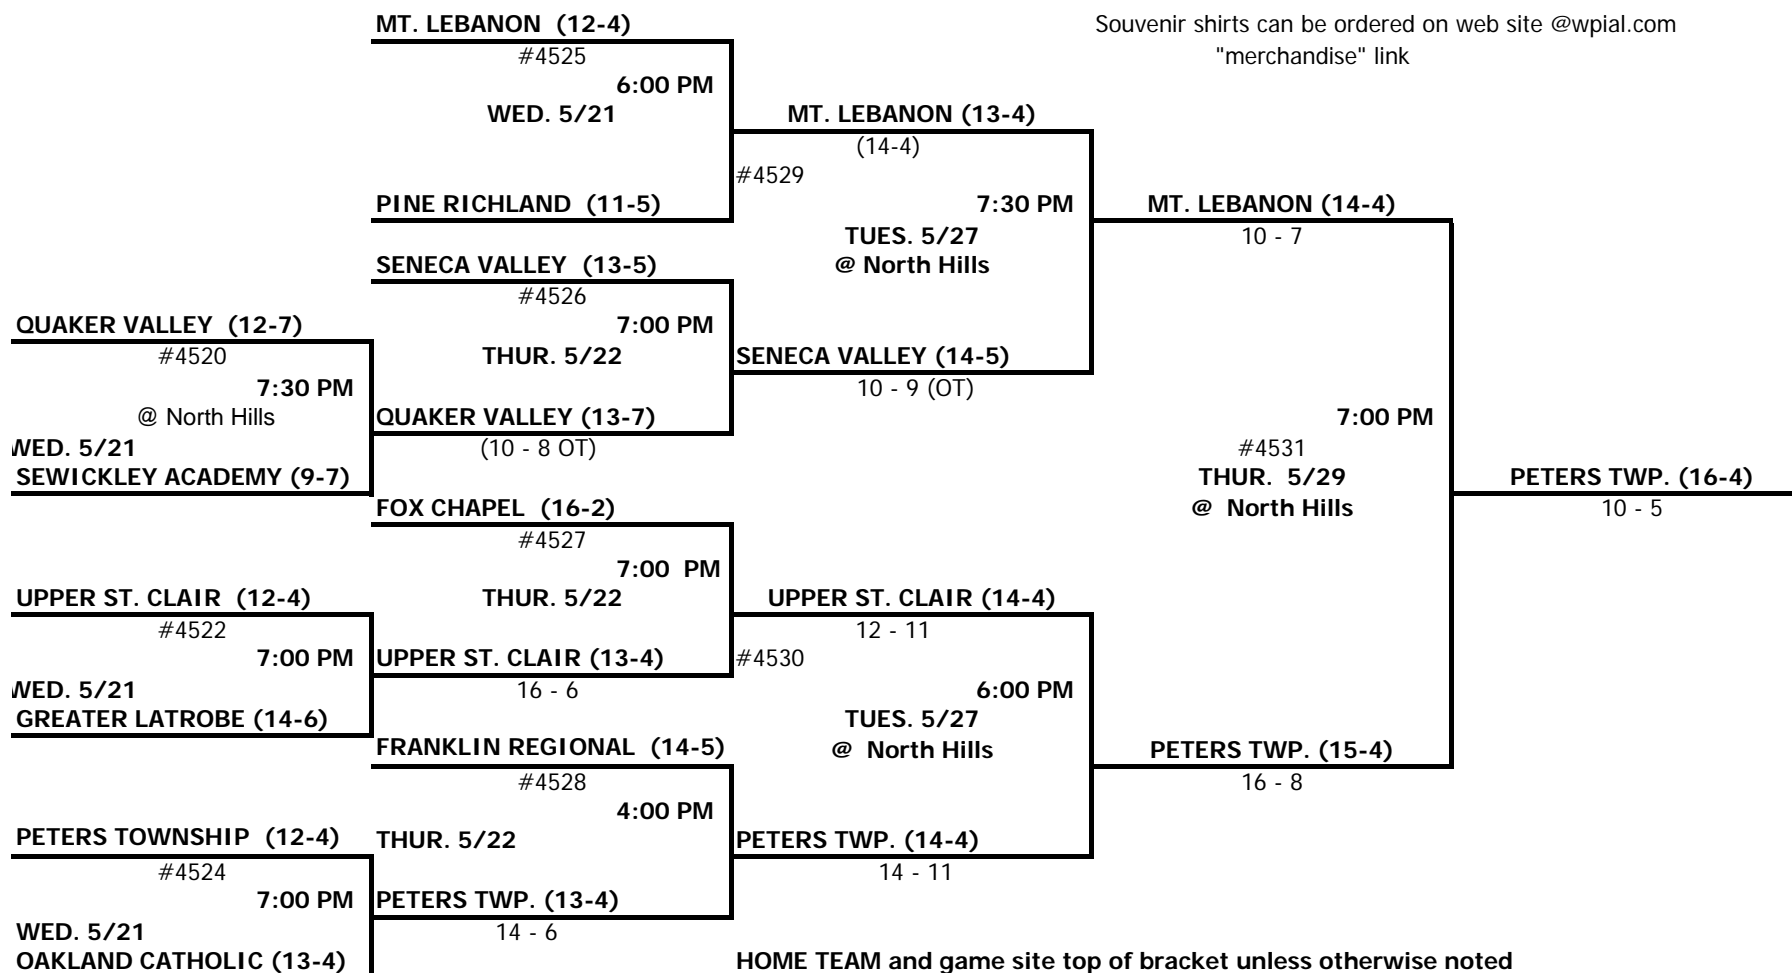 MT. LEBANON (12-4)
Souvenir shirts can be ordered on web site @wpial.com
"merchandise" link
#4525
6:00 PM
WED. 5/21
MT. LEBANON (13-4)
(14-4)
#4529
PINE RICHLAND (11-5)
7:30 PM
MT. LEBANON (14-4)
10 - 7
TUES. 5/27
@ North Hills
SENECA VALLEY (13-5)
#4526
7:00 PM
QUAKER VALLEY (12-7)
#4520
THUR. 5/22
SENECA VALLEY (14-5)
10 - 9 (OT)
7:30 PM
@ North Hills
QUAKER VALLEY (13-7)
(10 - 8 OT)
WED. 5/21
SEWICKLEY ACADEMY (9-7)
7:00 PM
#4531
THUR. 5/29
@ North Hills
PETERS TWP. (16-4)
10 - 5
FOX CHAPEL (16-2)
#4527
7:00 PM
THUR. 5/22
UPPER ST. CLAIR (12-4)
#4522
UPPER ST. CLAIR (14-4)
12 - 11
7:00 PM
UPPER ST. CLAIR (13-4)
16 - 6
#4530
WED. 5/21
GREATER LATROBE (14-6)
6:00 PM
TUES. 5/27
@ North Hills
FRANKLIN REGIONAL (14-5)
#4528
4:00 PM
PETERS TWP. (15-4)
16 - 8
PETERS TOWNSHIP (12-4)
#4524
THUR. 5/22
PETERS TWP. (14-4)
14 - 11
7:00 PM
PETERS TWP. (13-4)
14 - 6
WED. 5/21
OAKLAND CATHOLIC (13-4)
HOME TEAM and game site top of bracket unless otherwise noted